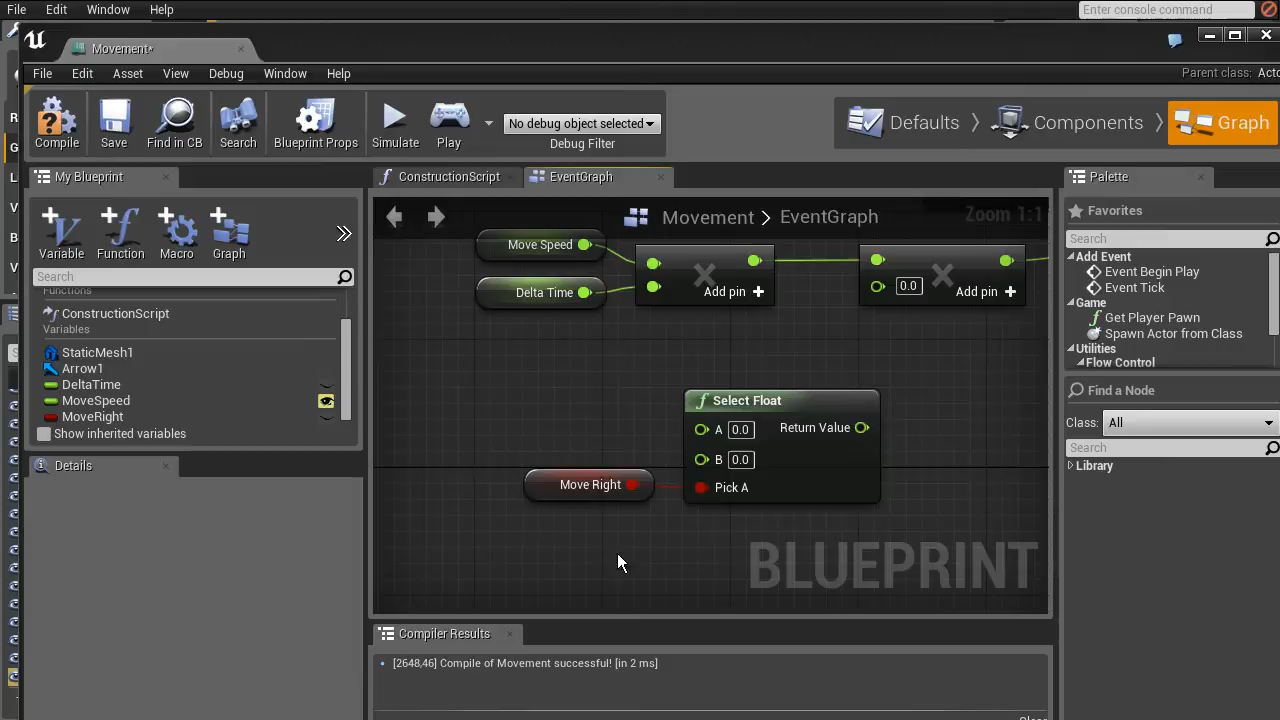 File Edit Window Help Enter console command
Movement*
File Edit Asset View Debug Window Help Parent class: Acto
Compile Save Find in CB Search Blueprint Props Simulate Play No debug object selected Debug Filter Defaults Components Graph
My Blueprint ConstructionScript EventGraph Palette
Variable Function Macro Graph
Search
Functions
ConstructionScript
Variables
StaticMesh1
Arrow1
DeltaTime
MoveSpeed
MoveRight
Show inherited variables
Details
Movement > EventGraph Zoom 1:1
Move Speed
Delta Time
Add pin
0.0
Add pin
Select Float
A 0.0 Return Value
B 0.0
Move Right Pick A
BLUEPRINT
Compiler Results
[2648,46] Compile of Movement successful! [in 2 ms]
Clear
Favorites
Search
Add Event
Event Begin Play
Event Tick
Game
Get Player Pawn
Spawn Actor from Class
Utilities
Flow Control
Find a Node
Class: All
Search
Library